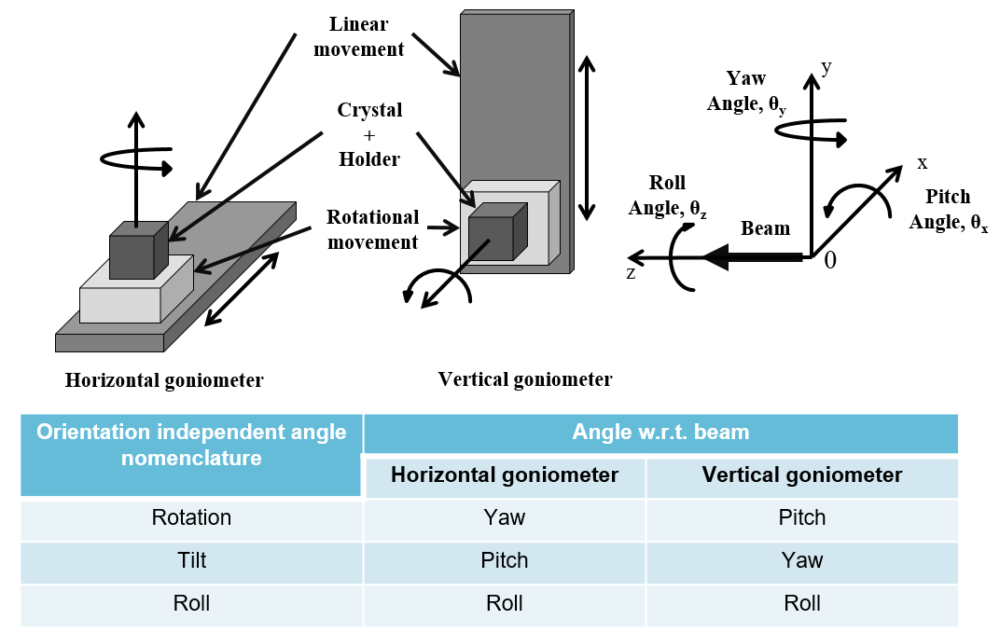 Linear
movement
Crystal
+
Holder
Rotational
movement
Horizontal goniometer
Vertical goniometer
y
Yaw
Angle, θy
x
Pitch
Angle, θx
Roll
Angle, θz
Beam
z
0
Orientation independent angle
nomenclature
Angle w.r.t. beam
Horizontal goniometer
Vertical goniometer
Rotation
Yaw
Pitch
Tilt
Pitch
Yaw
Roll
Roll
Roll